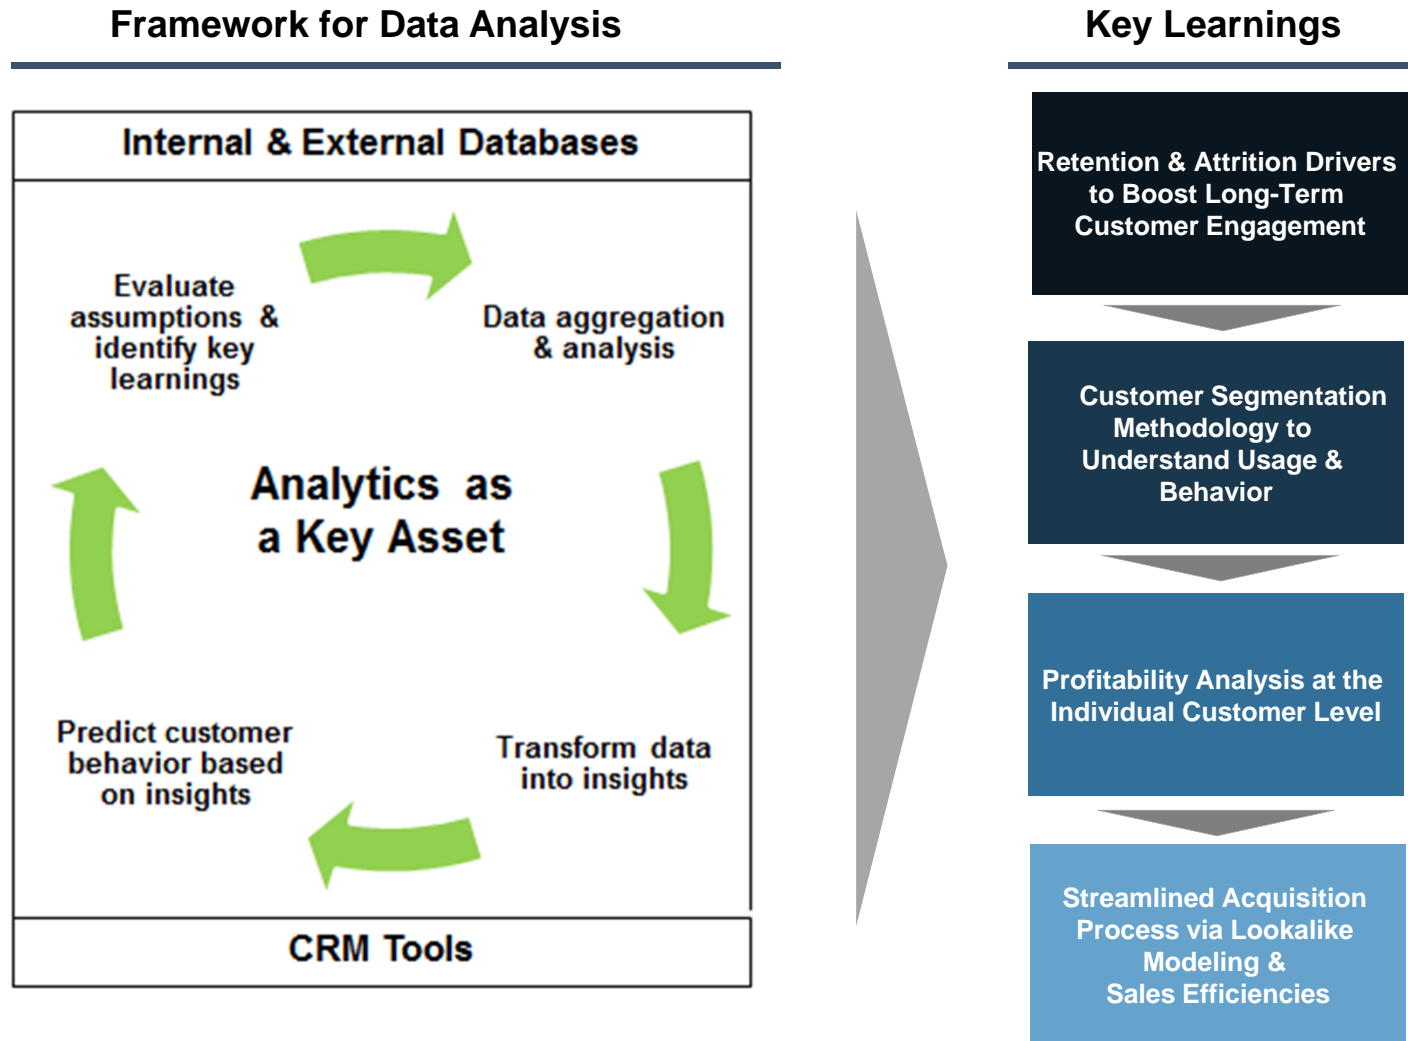 Framework for Data Analysis
Internal & External Databases
Evaluate
assumptions &
identify key
learnings
Data aggregation
& analysis
Analytics as
a Key Asset
Predict customer
behavior based
on insights
Transform data
into insights
CRM Tools
Key Learnings
Retention & Attrition Drivers
to Boost Long-Term
Customer Engagement
Customer Segmentation
Methodology to
Understand Usage &
Behavior
Profitability Analysis at the
Individual Customer Level
Streamlined Acquisition
Process via Lookalike
Modeling &
Sales Efficiencies